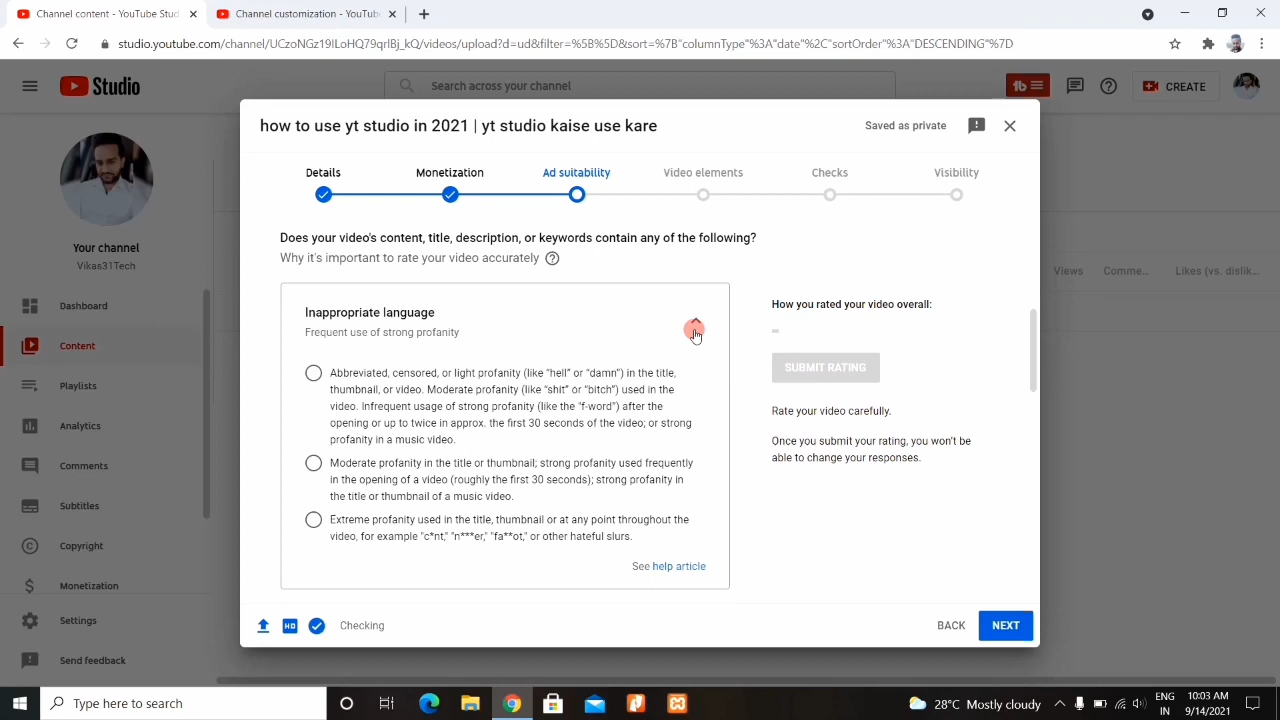 Channel content - YouTube Stud
Channel customization - YouTub
studio.youtube.com/channel/UCzoNGz19ILoHQ79qrlBj_kQ/videos/upload?d=ud&filter=%5B%5D&sort=%7B"columnType"%3A"date"%2C"sortOrder"%3A"DESCENDING"%7D
Studio
Search across your channel
CREATE
how to use yt studio in 2021 | yt studio kaise use kare
Saved as private
Details
Monetization
Ad suitability
Video elements
Checks
Visibility
Your channel
Vikas31Tech
Dashboard
Content
Playlists
Analytics
Comments
Subtitles
Copyright
Monetization
Settings
Send feedback
Does your video's content, title, description, or keywords contain any of the following?
Why it's important to rate your video accurately
Inappropriate language
Frequent use of strong profanity
Abbreviated, censored, or light profanity (like "hell" or "damn") in the title,
thumbnail, or video. Moderate profanity (like "shit" or "bitch") used in the
video. Infrequent usage of strong profanity (like the "f-word") after the
opening or up to twice in approx. the first 30 seconds of the video; or strong
profanity in a music video.
Moderate profanity in the title or thumbnail; strong profanity used frequently
in the opening of a video (roughly the first 30 seconds); strong profanity in
the title or thumbnail of a music video.
Extreme profanity used in the title, thumbnail or at any point throughout the
video, for example "c*nt," "n***er," "fa**ot," or other hateful slurs.
See help article
How you rated your video overall:
SUBMIT RATING
Rate your video carefully.
Once you submit your rating, you won't be
able to change your responses.
Views
Comme...
Likes (vs. dislik...
HD
Checking
BACK
NEXT
Type here to search
28°C Mostly cloudy
ENG
IN
10:03 AM
9/14/2021